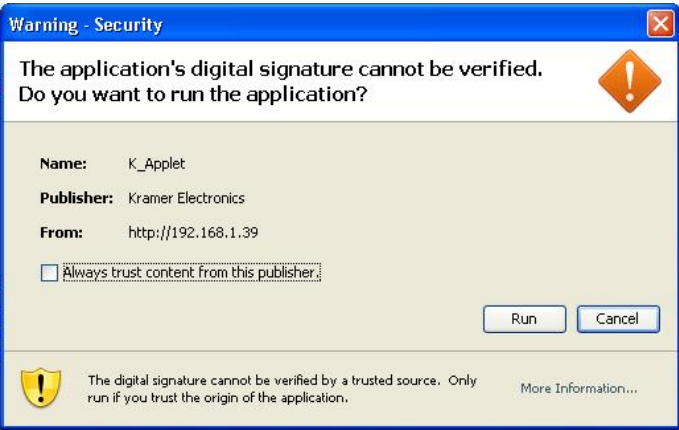 Warning - Security
The application's digital signature cannot be verified.
Do you want to run the application?
Name: K_Applet
Publisher: Kramer Electronics
From: http://192.168.1.39
Always trust content from this publisher.
Run Cancel
The digital signature cannot be verified by a trusted source. Only
run if you trust the origin of the application.
More Information...